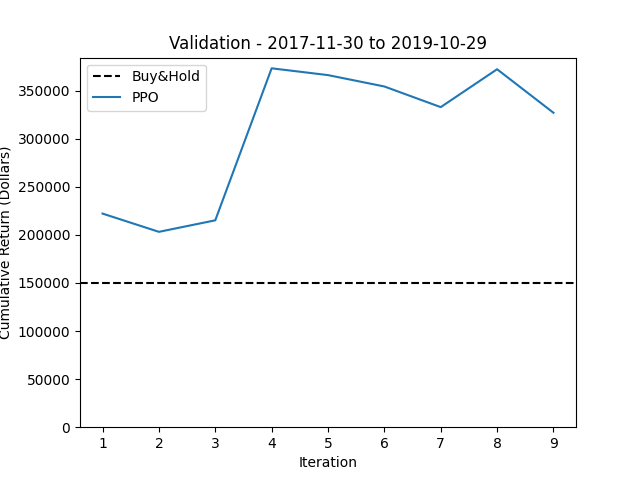 Validation - 2017-11-30 to 2019-10-29
Buy&Hold
PPO
350000
300000
250000
200000
150000
100000
50000
0
Cumulative Return (Dollars)
1 2 3 4 5 6 7 8 9
Iteration